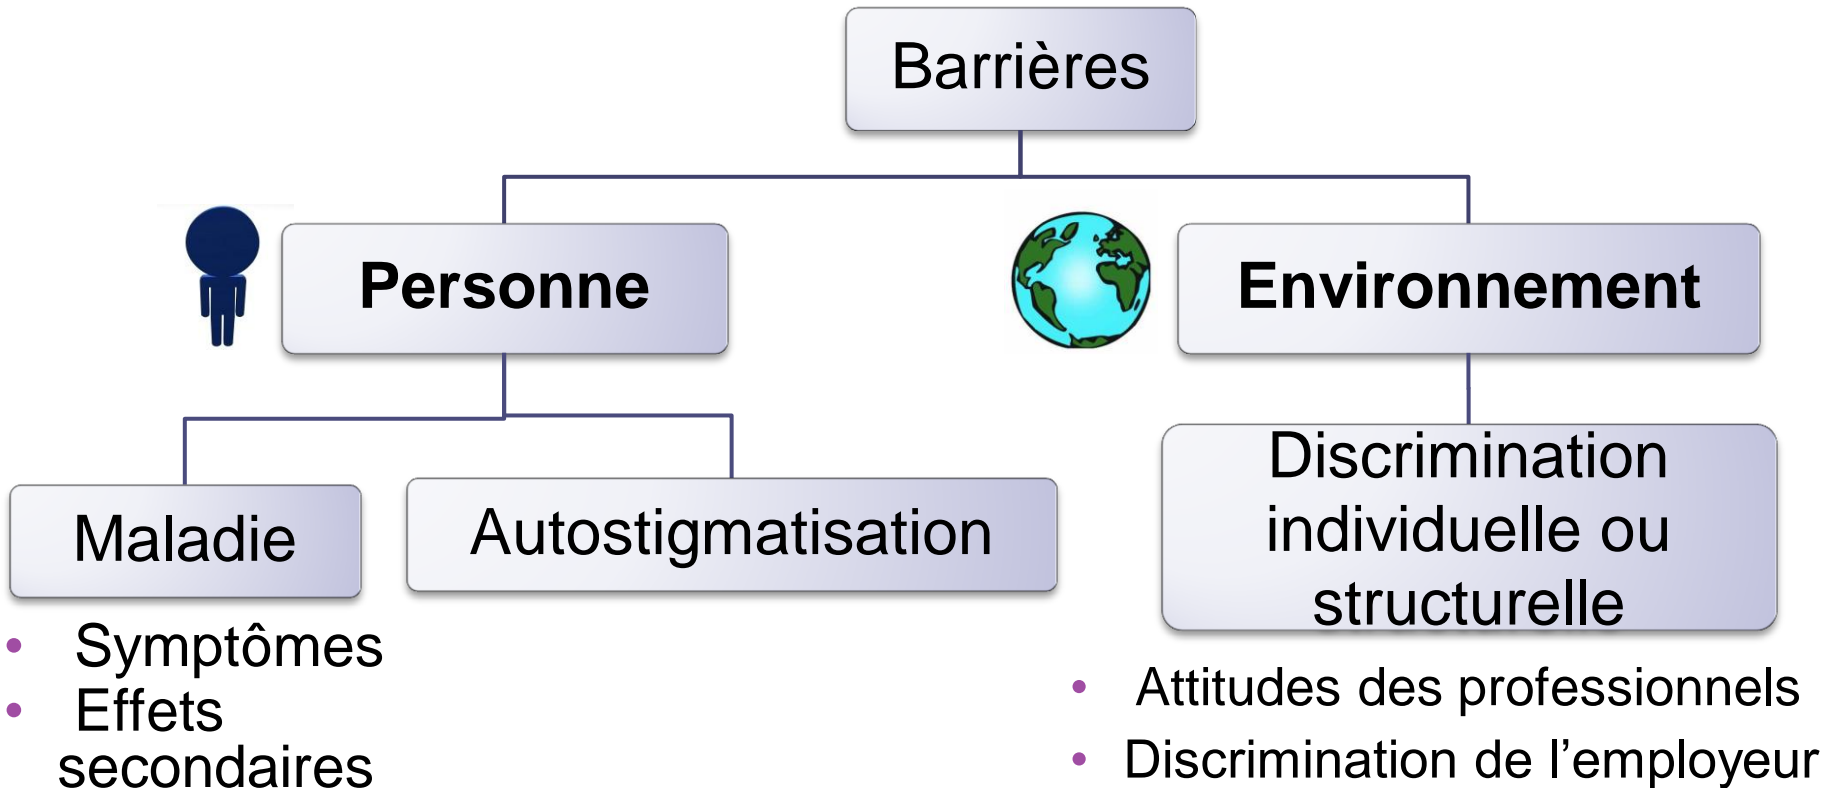 Barrières
Personne
Environnement
Maladie
Autostigmatisation
Discrimination
individuelle ou
structurelle
• Symptômes
• Effets
secondaires
• Attitudes des professionnels
• Discrimination de l’employeur